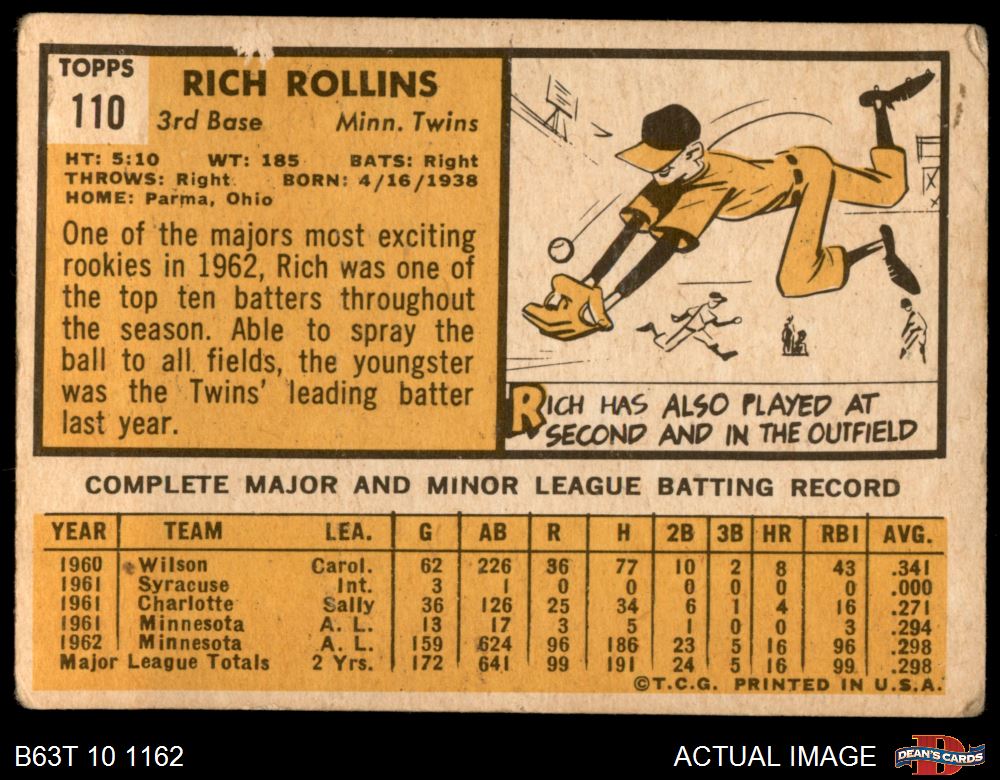 TOPPS
110
RICH ROLLINS
3rd Base Minn. Twins
HT: 5:10 WT: 185 BATS: Right
THROWS: Right BORN: 4/16/1938
HOME: Parma, Ohio
One of the majors most exciting
rookies in 1962, Rich was one of
the top ten batters throughout
the season. Able to spray the
ball to all fields, the youngster
was the Twins' leading batter
last year.
RICH HAS ALSO PLAYED AT
SECOND AND IN THE OUTFIELD
COMPLETE MAJOR AND MINOR LEAGUE BATTING RECORD
YEAR TEAM LEA. G AB R H 2B 3B HR RBI AVG.
1960 Wilson Carol. 62 226 36 77 10 2 8 43 .341
1961 Syracuse Int. 3 1 0 0 0 0 0 0 .000
1961 Charlotte Sally 36 126 25 34 6 1 4 16 .271
1961 Minnesota A. L. 13 17 3 5 1 0 0 3 .294
1962 Minnesota A. L. 159 624 96 186 23 5 16 96 .298
Major League Totals 2 Yrs. 172 641 99 191 24 5 16 99 .298
©T.C.G. PRINTED IN U.S.A.
B63T 10 1162
ACTUAL IMAGE
DEAN'S CARDS